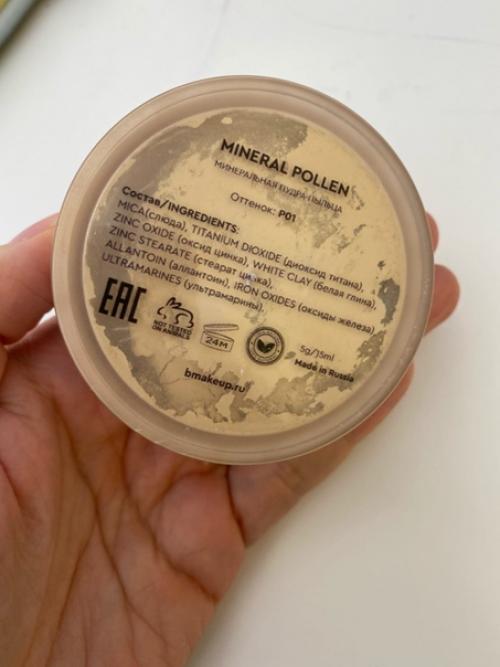 MINERAL POLLEN
МИНЕРАЛЬНАЯ ПУДРА-ПЫЛЬЦА
Оттенок: P01
Состав/INGREDIENTS:
MICA(слюда), TITANIUM DIOXIDE (диоксид титана),
ZINC OXIDE (оксид цинка), WHITE CLAY (белая глина),
ZINC STEARATE (стеарат цинка),
ALLANTOIN (аллантоин), IRON OXIDES (оксиды железа)
ULTRAMARINES (ультрамарины).
EAC
NOT TESTED
ON ANIMALS
24M
5g/15ml
Made in Russia
bmakeup.ru